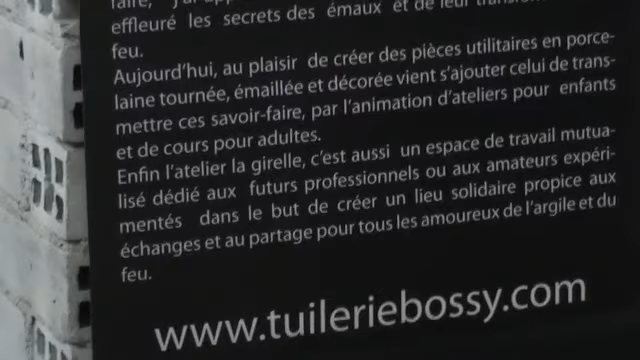 effleuré les secrets des émaux et de leur
feu.
Aujourd'hui, au plaisir de créer des pièces utilitaires en porce-
laine tournée, émaillée et décorée vient s'ajouter celui de trans-
mettre ces savoir-faire, par l'animation d'ateliers pour enfants
et de cours pour adultes.
Enfin l'atelier la girelle, c'est aussi un espace de travail mutua-
lisé dédié aux futurs professionnels ou aux amateurs expéri-
mentés dans le but de créer un lieu solidaire propice aux
échanges et au partage pour tous les amoureux de l'argile et du
feu.
www.tuileriebossy.com